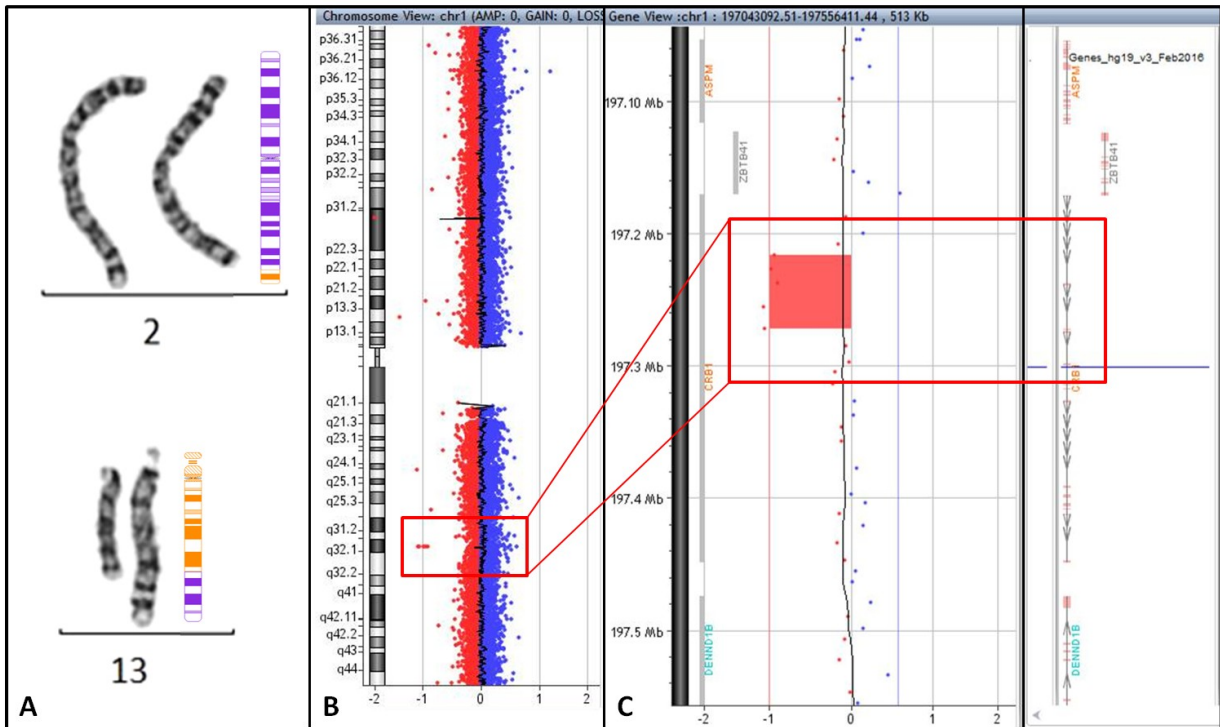 2
13
A
Chromosome View: chr1 (AMP: 0, GAIN: 0, LOSS
p36.31
p36.21
p36.12
p35.3
p34.3
p34.1
p32.3
p32.2
p31.2
p22.3
p22.1
p21.2
p13.3
p13.1
q21.1
q21.3
q23.1
q24.1
q25.1
q25.3
q31.2
q32.1
q32.2
q41
q42.11
q42.2
q43
q44
-2 -1 0 1 2
B
Gene View :chr1 : 197043092.51-197556411.44 , 513 Kb
197.10 Mb
197.2 Mb
197.3 Mb
197.4 Mb
197.5 Mb
ASPM
ZBTB41
CRB1
DENND1B
-2 -1 0 1 2
C
Genes_hg19_v3_Feb2016
ASPM
ZBTB41
CRB1
DENND1B